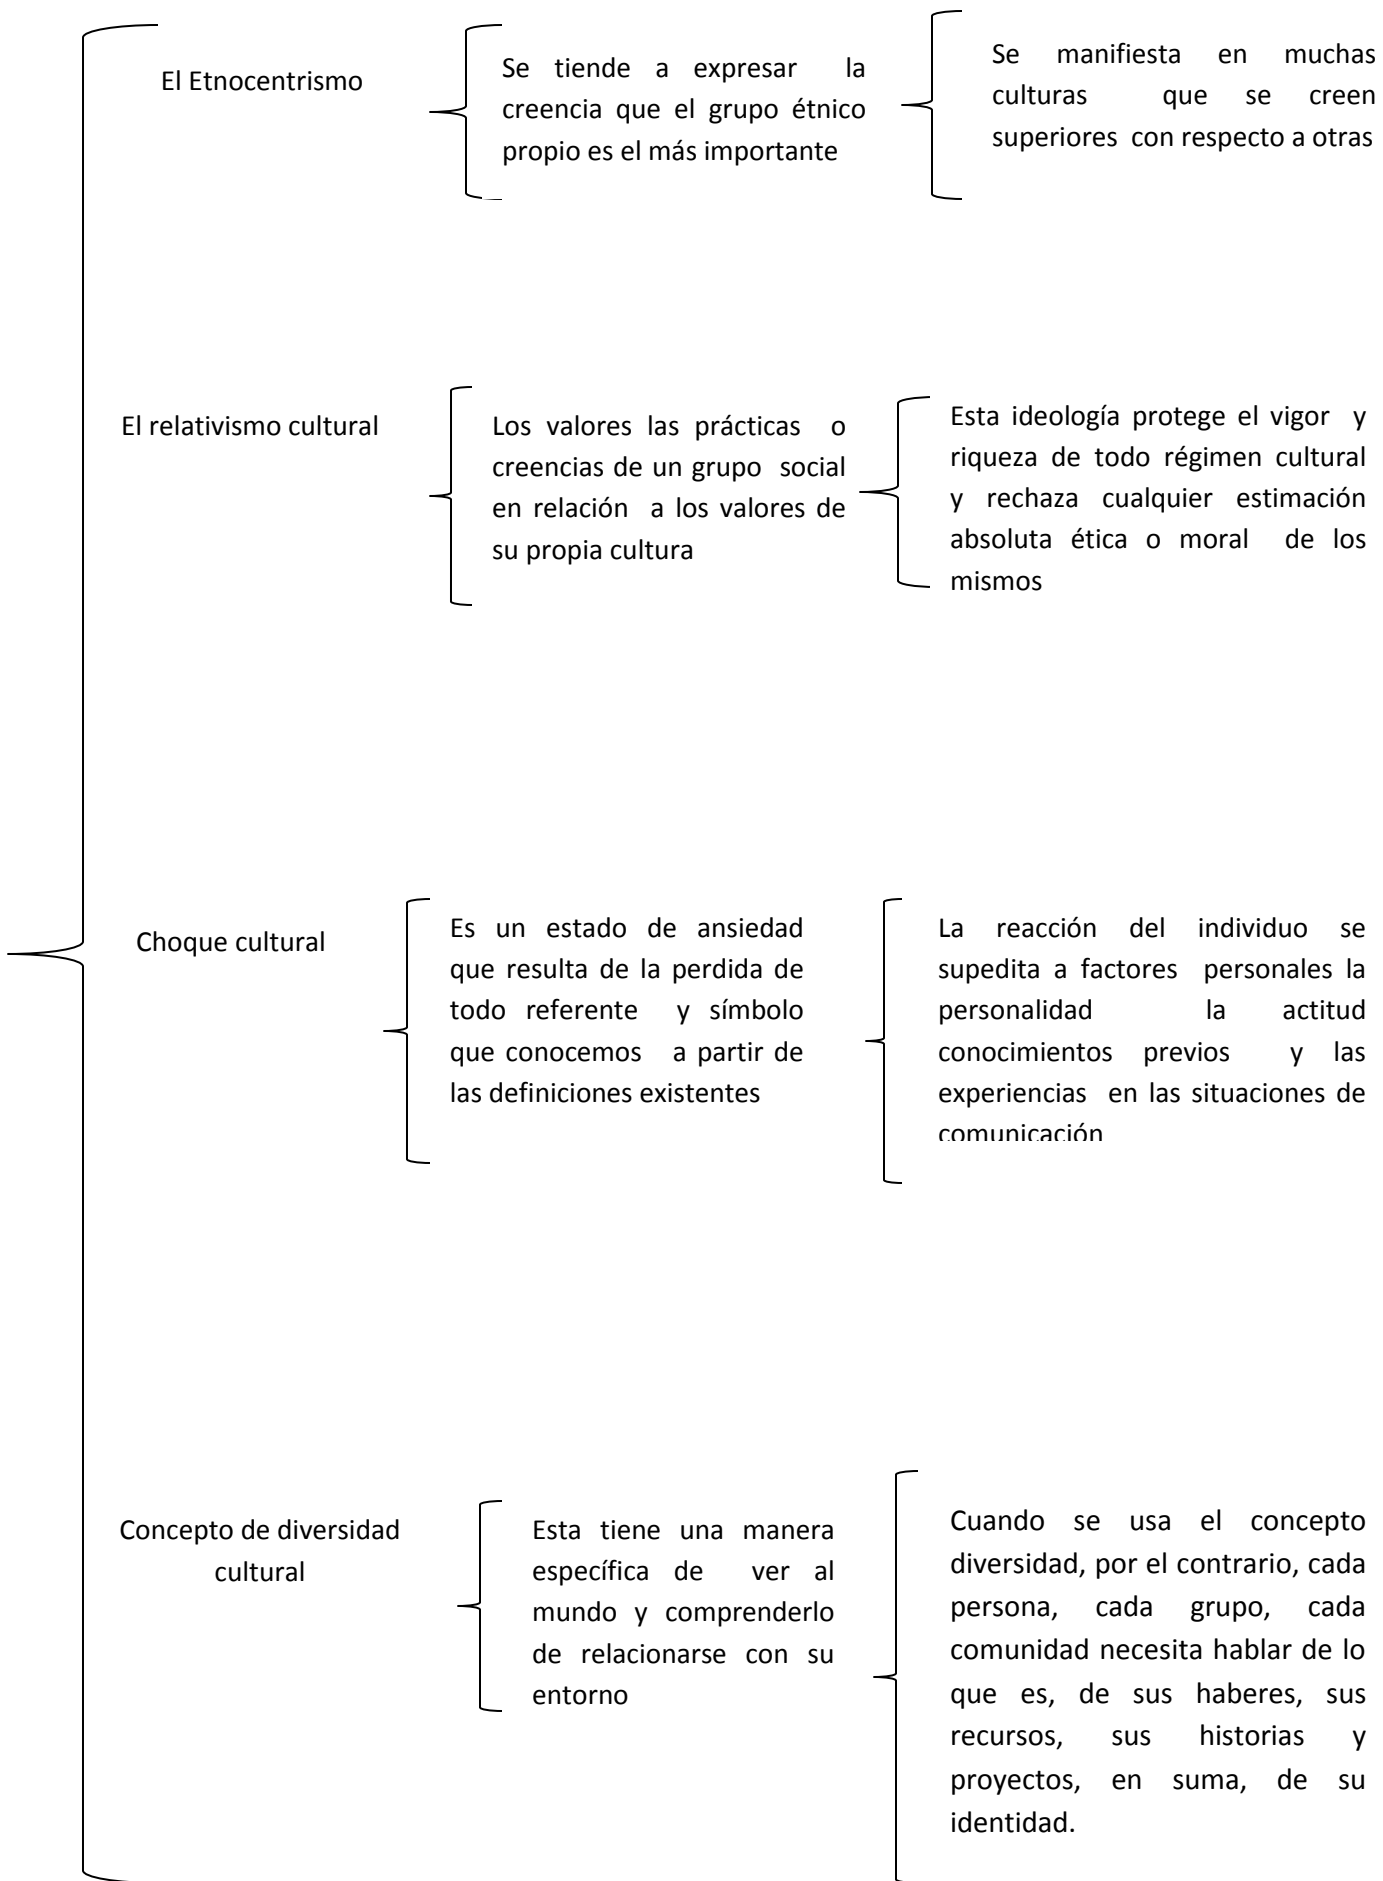 El Etnocentrismo
Se tiende a expresar la
creencia que el grupo étnico
propio es el más importante
Se manifiesta en muchas
culturas que se creen
superiores con respecto a otras
El relativismo cultural
Los valores las prácticas o
creencias de un grupo social
en relación a los valores de
su propia cultura
Esta ideología protege el vigor y
riqueza de todo régimen cultural
y rechaza cualquier estimación
absoluta ética o moral de los
mismos
Choque cultural
Es un estado de ansiedad
que resulta de la perdida de
todo referente y símbolo
que conocemos a partir de
las definiciones existentes
La reacción del individuo se
supedita a factores personales la
personalidad la actitud
conocimientos previos y las
experiencias en las situaciones de
comunicación
Concepto de diversidad
cultural
Esta tiene una manera
específica de ver al
mundo y comprenderlo
de relacionarse con su
entorno
Cuando se usa el concepto
diversidad, por el contrario, cada
persona, cada grupo, cada
comunidad necesita hablar de lo
que es, de sus haberes, sus
recursos, sus historias y
proyectos, en suma, de su
identidad.